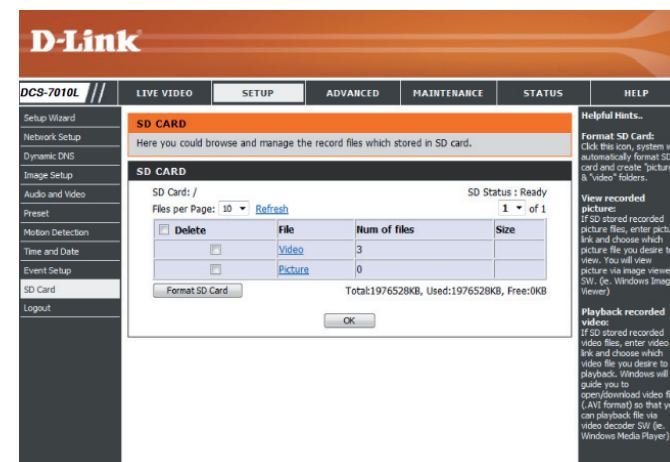 D-Link
DCS-7010L // LIVE VIDEO SETUP ADVANCED MAINTENANCE STATUS HELP
Setup Wizard
Network Setup
Dynamic DNS
Image Setup
Audio and Video
Preset
Motion Detection
Time and Date
Event Setup
SD Card
Logout
SD CARD
Here you could browse and manage the record files which stored in SD card.
SD CARD
SD Card: / SD Status : Ready
Files per Page: 10 Refresh 1 of 1
Delete File Num of files Size
Video 3
Picture 0
Format SD Card Total:1976528KB, Used:1976528KB, Free:0KB
OK
Helpful Hints..
Format SD Card:
Click this icon, system
automatically format SD
card and create "picture
& "video" folders.
View recorded
picture:
If SD stored recorded
picture files, enter
link and choose which
picture file you desire
view. You will view
picture via image
SW. (ie. Windows
Viewer)
Playback recorded
video:
If SD stored recorded
video files, enter video
link and choose which
video file you desire to
playback. Windows will
guide you to
open/download video
(.AVI format) so that
can playback file via
video decoder SW (ie.
Windows Media Player)